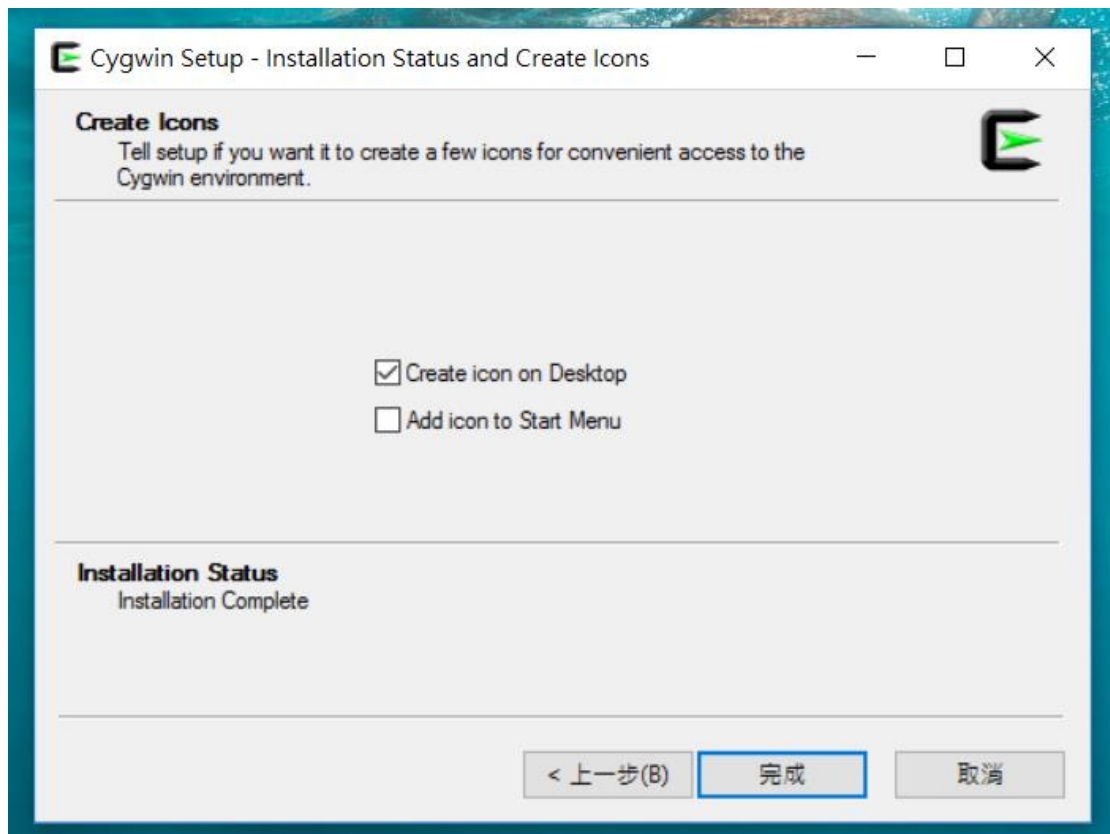 Cygwin Setup - Installation Status and Create Icons
Create Icons
Tell setup if you want it to create a few icons for convenient access to the
Cygwin environment.
Create icon on Desktop
Add icon to Start Menu
Installation Status
Installation Complete
< 上一步(B)
完成
取消